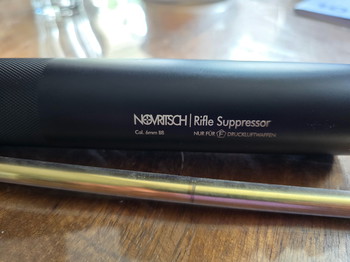 NOVRITSCH | Rifle Suppressor
Cal. 6mm BB NUR FÜR F DRUCKLUFTWAFFEN